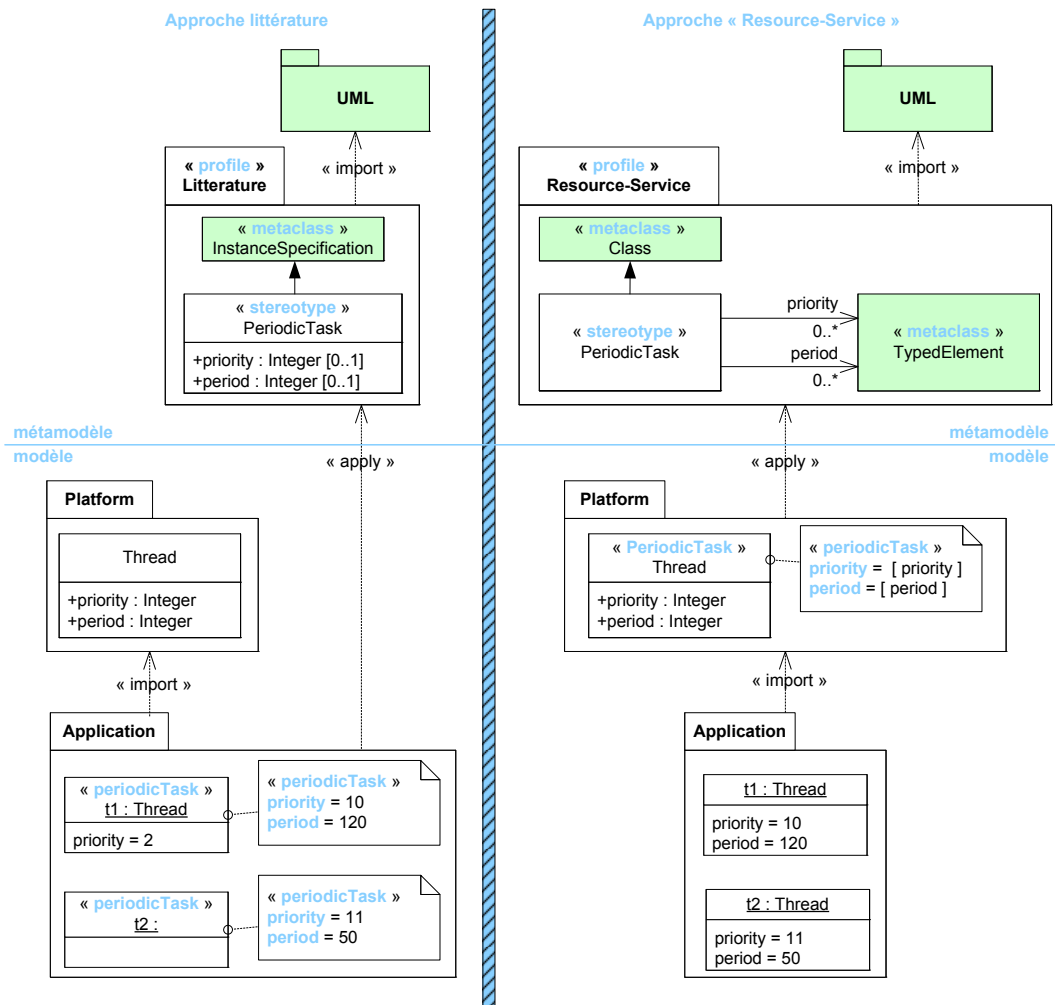 Approche littérature
UML
« import »
« profile »
Litterature
« metaclass »
InstanceSpecification
« stereotype »
PeriodicTask
+priority : Integer [0..1]
+period : Integer [0..1]
métamodèle
modèle
« apply »
Platform
Thread
+priority : Integer
+period : Integer
« import »
Application
« periodicTask »
t1 : Thread
priority = 2
« periodicTask »
priority = 10
period = 120
« periodicTask »
t2 :
« periodicTask »
priority = 11
period = 50
Approche « Resource-Service »
UML
« import »
« profile »
Resource-Service
« metaclass »
Class
« stereotype »
PeriodicTask
priority
0..*
period
0..*
« metaclass »
TypedElement
métamodèle
modèle
« apply »
Platform
« PeriodicTask »
Thread
+priority : Integer
+period : Integer
« periodicTask »
priority = [ priority ]
period = [ period ]
« import »
Application
t1 : Thread
priority = 10
period = 120
t2 : Thread
priority = 11
period = 50